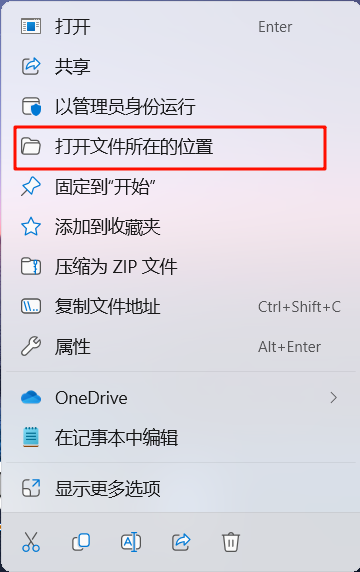 打开 Enter
共享
以管理员身份运行
打开文件所在的位置
固定到“开始”
添加到收藏夹
压缩为 ZIP 文件
复制文件地址 Ctrl+Shift+C
属性 Alt+Enter
OneDrive
在记事本中编辑
显示更多选项